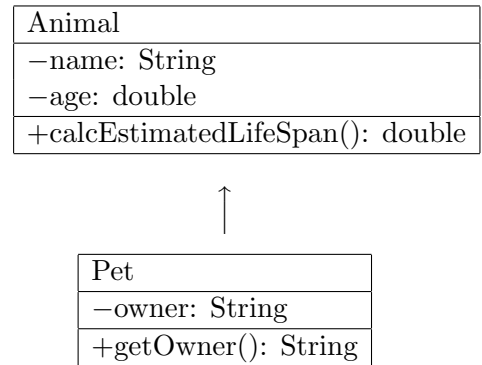 Animal
−name: String
−age: double
+calcEstimatedLifeSpan(): double
Pet
−owner: String
+getOwner(): String